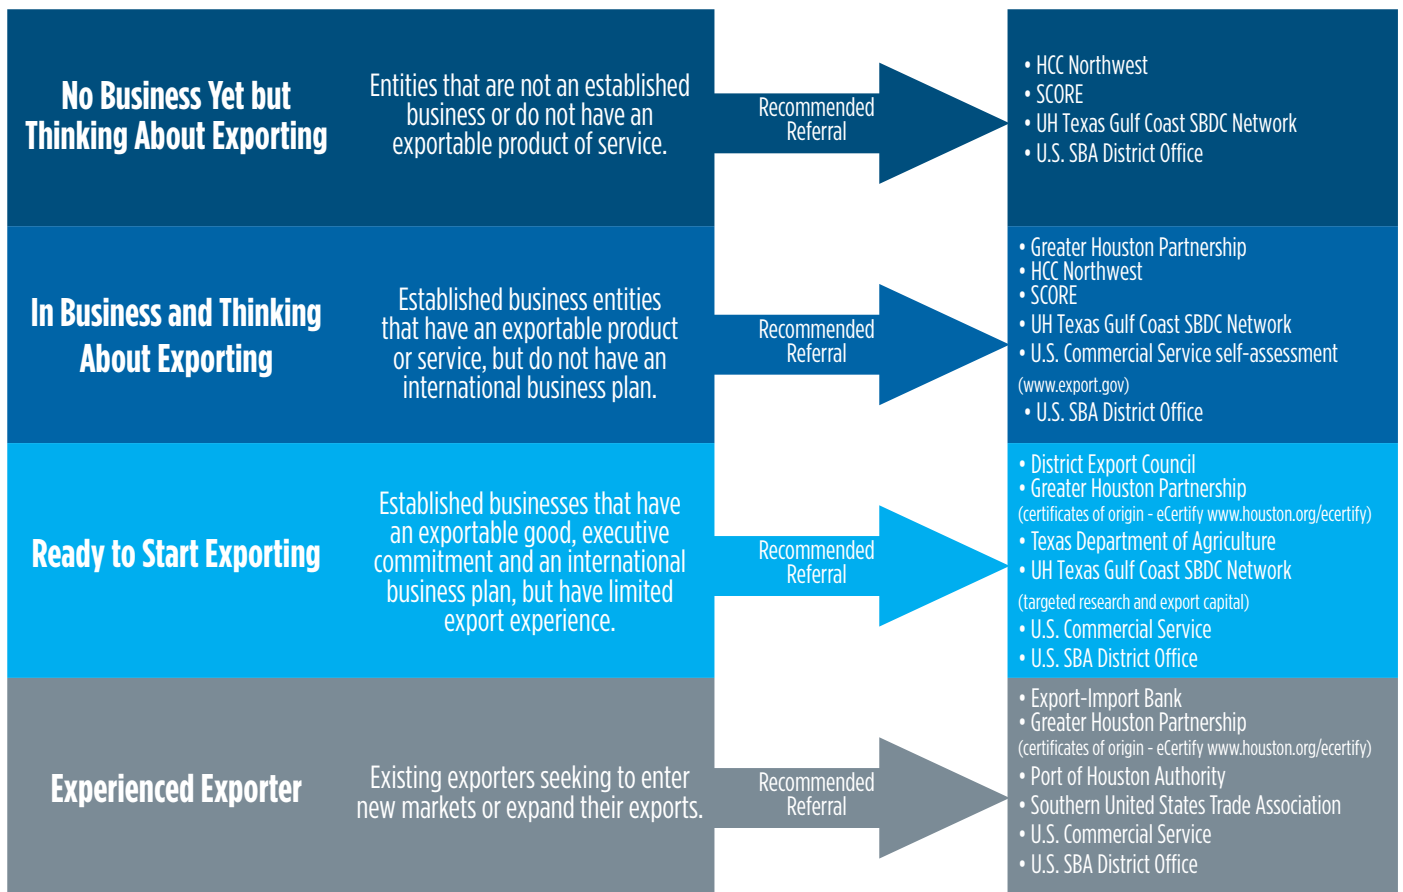 No Business Yet but
Thinking About Exporting
Entities that are not an established
business or do not have an
exportable product of service.
Recommended
Referral
• HCC Northwest
• SCORE
• UH Texas Gulf Coast SBDC Network
• U.S. SBA District Office
In Business and Thinking
About Exporting
Established business entities
that have an exportable product
or service, but do not have an
international business plan.
Recommended
Referral
• Greater Houston Partnership
• HCC Northwest
• SCORE
• UH Texas Gulf Coast SBDC Network
• U.S. Commercial Service self-assessment
(www.export.gov)
• U.S. SBA District Office
Ready to Start Exporting
Established businesses that have
an exportable good, executive
commitment and an international
business plan, but have limited
export experience.
Recommended
Referral
• District Export Council
• Greater Houston Partnership
(certificates of origin - eCertify www.houston.org/ecertify)
• Texas Department of Agriculture
• UH Texas Gulf Coast SBDC Network
(targeted research and export capital)
• U.S. Commercial Service
• U.S. SBA District Office
Experienced Exporter
Existing exporters seeking to enter
new markets or expand their exports.
Recommended
Referral
• Export-Import Bank
• Greater Houston Partnership
(certificates of origin - eCertify www.houston.org/ecertify)
• Port of Houston Authority
• Southern United States Trade Association
• U.S. Commercial Service
• U.S. SBA District Office